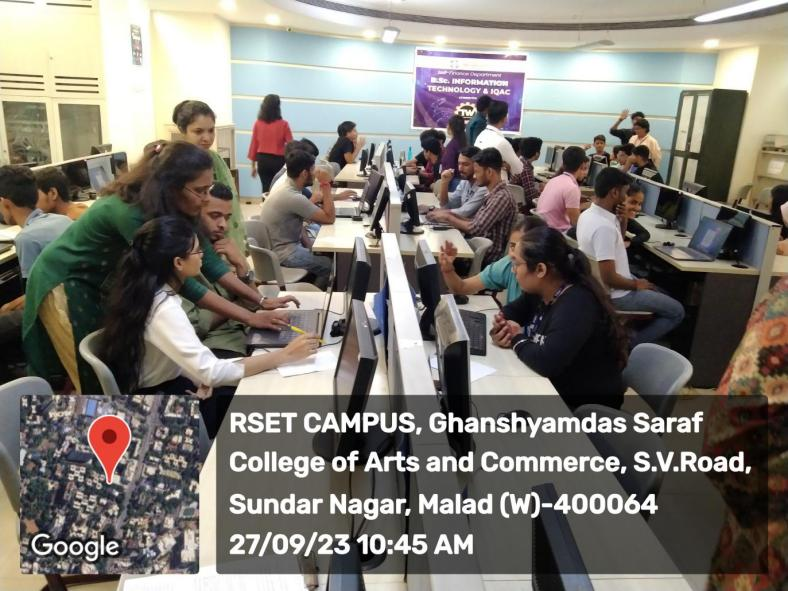 Self-Finance Department
B.Sc. INFORMATION
TECHNOLOGY & IQAC
RSET CAMPUS, Ghanshyamdas Saraf
College of Arts and Commerce, S.V.Road,
Sundar Nagar, Malad (W)-400064
27/09/23 10:45 AM
Google